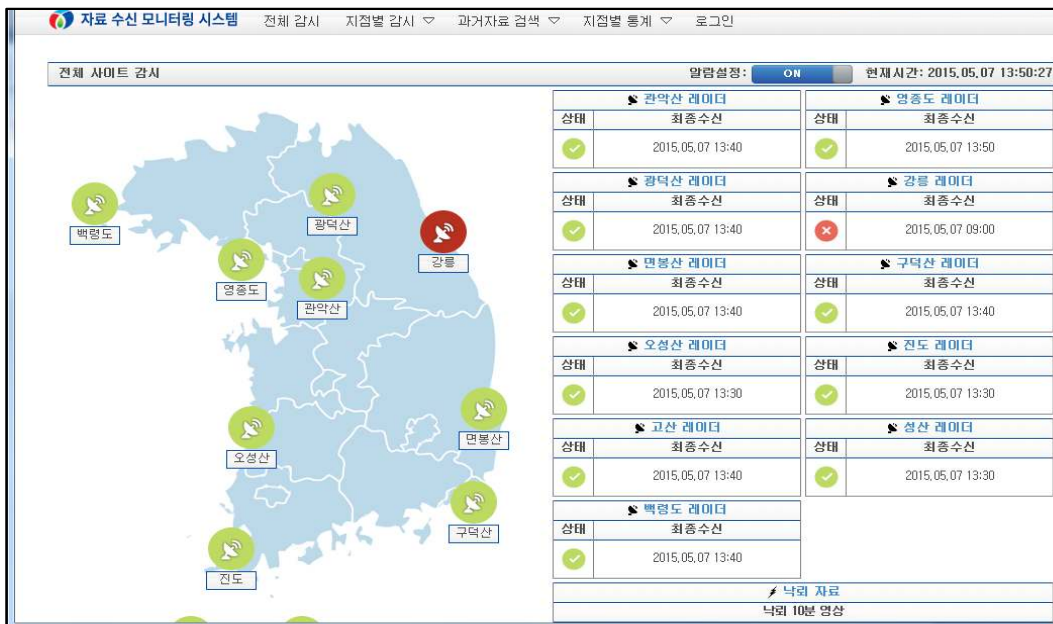 자료 수신 모니터링 시스템 전체 감시 지점별 감시 ▽ 과거자료 검색 ▽ 지점별 통계 ▽ 로그인
전체 사이트 감시 알람설정: ON 현재시간: 2015.05.07 13:50:27
백령도
광덕산
강릉
영종도
관악산
면봉산
오성산
구덕산
진도
관악산 레이더 영종도 레이더
상태 최종수신 상태 최종수신
2015.05.07 13:40 2015.05.07 13:50
광덕산 레이더 강릉 레이더
상태 최종수신 상태 최종수신
2015.05.07 13:40 2015.05.07 09:00
면봉산 레이더 구덕산 레이더
상태 최종수신 상태 최종수신
2015.05.07 13:40 2015.05.07 13:40
오성산 레이더 진도 레이더
상태 최종수신 상태 최종수신
2015.05.07 13:30 2015.05.07 13:30
고산 레이더 성산 레이더
상태 최종수신 상태 최종수신
2015.05.07 13:40 2015.05.07 13:30
백령도 레이더
상태 최종수신
2015.05.07 13:40
낙뢰 자료
낙뢰 10분 영상